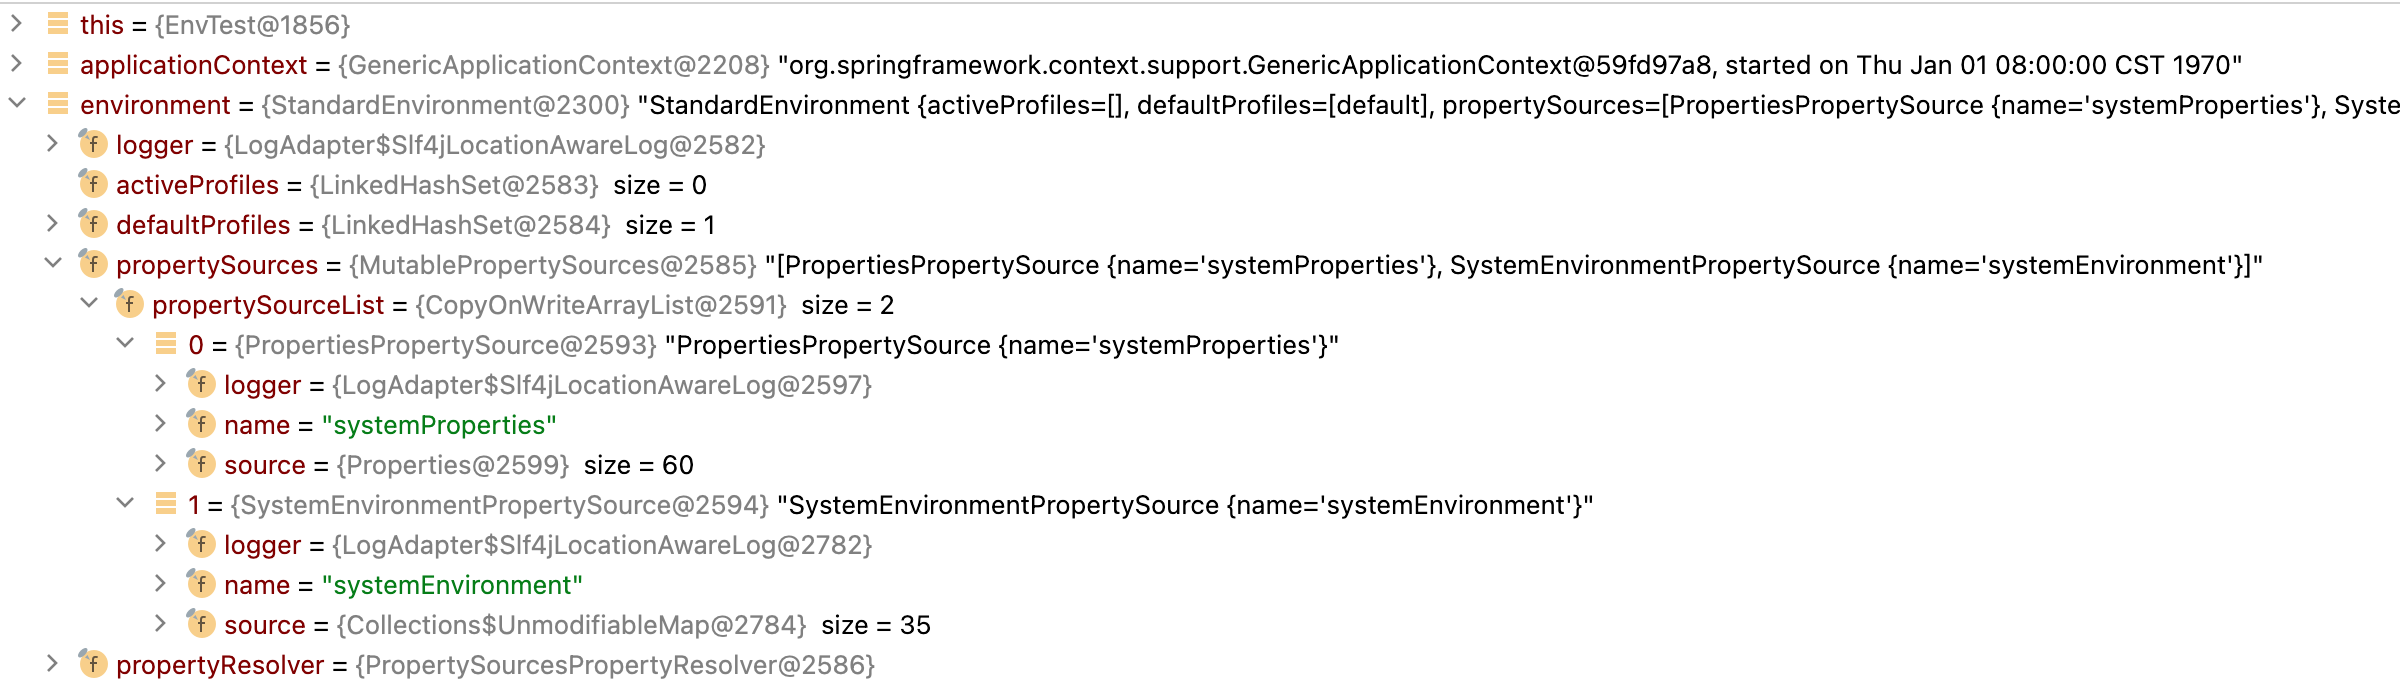 this = {EnvTest@1856}
applicationContext = {GenericApplicationContext@2208} "org.springframework.context.support.GenericApplicationContext@59fd97a8, started on Thu Jan 01 08:00:00 CST 1970"
environment = {StandardEnvironment@2300} "StandardEnvironment {activeProfiles=[], defaultProfiles=[default], propertySources=[PropertiesPropertySource {name='systemProperties'}, Syste
f logger = {LogAdapter$Slf4jLocationAwareLog@2582}
f activeProfiles = {LinkedHashSet@2583} size = 0
f defaultProfiles = {LinkedHashSet@2584} size = 1
f propertySources = {MutablePropertySources@2585} "[PropertiesPropertySource {name='systemProperties'}, SystemEnvironmentPropertySource {name='systemEnvironment'}]"
f propertySourceList = {CopyOnWriteArrayList@2591} size = 2
0 = {PropertiesPropertySource@2593} "PropertiesPropertySource {name='systemProperties'}"
f logger = {LogAdapter$Slf4jLocationAwareLog@2597}
f name = "systemProperties"
f source = {Properties@2599} size = 60
1 = {SystemEnvironmentPropertySource@2594} "SystemEnvironmentPropertySource {name='systemEnvironment'}"
f logger = {LogAdapter$Slf4jLocationAwareLog@2782}
f name = "systemEnvironment"
f source = {Collections$UnmodifiableMap@2784} size = 35
f propertyResolver = {PropertySourcesPropertyResolver@2586}